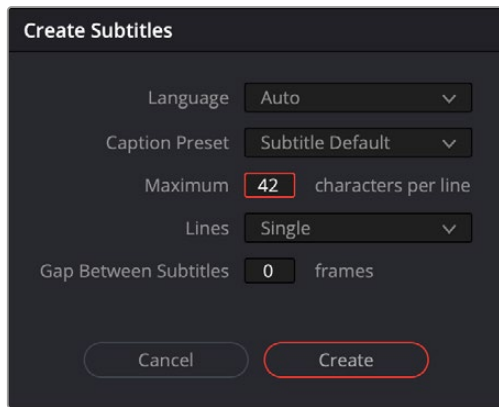 Create Subtitles
Language Auto
Caption Preset Subtitle Default
Maximum 42 characters per line
Lines Single
Gap Between Subtitles 0 frames
Cancel Create